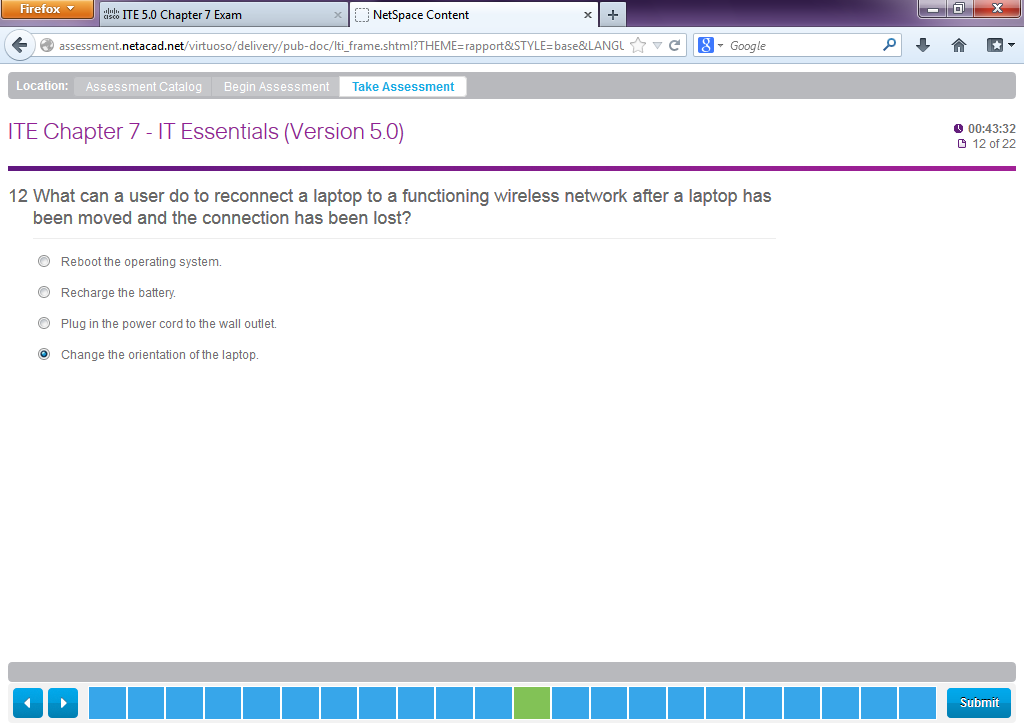 Firefox
cisco ITE 5.0 Chapter 7 Exam
NetSpace Content
assessment.netacad.net/virtuoso/delivery/pub-doc/lti_frame.shtml?THEME=rapport&STYLE=base&LANGU
8 Google
Location: Assessment Catalog Begin Assessment Take Assessment
ITE Chapter 7 - IT Essentials (Version 5.0)
00:43:32
12 of 22
12 What can a user do to reconnect a laptop to a functioning wireless network after a laptop has
been moved and the connection has been lost?
Reboot the operating system.
Recharge the battery.
Plug in the power cord to the wall outlet.
Change the orientation of the laptop.
Submit